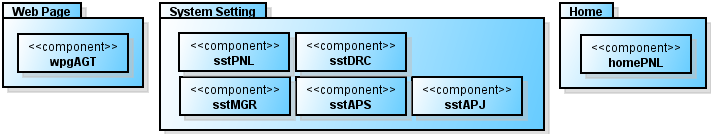 Web Page
<<component>>
wpgAGT
System Setting
<<component>>
sstPNL
<<component>>
sstDRC
<<component>>
sstMGR
<<component>>
sstAPS
<<component>>
sstAPJ
Home
<<component>>
homePNL